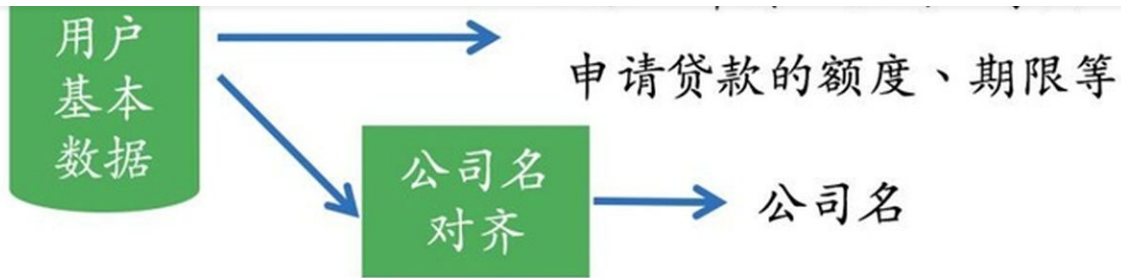 用户
基本
数据
申请贷款的额度、期限等
公司名
对齐
公司名